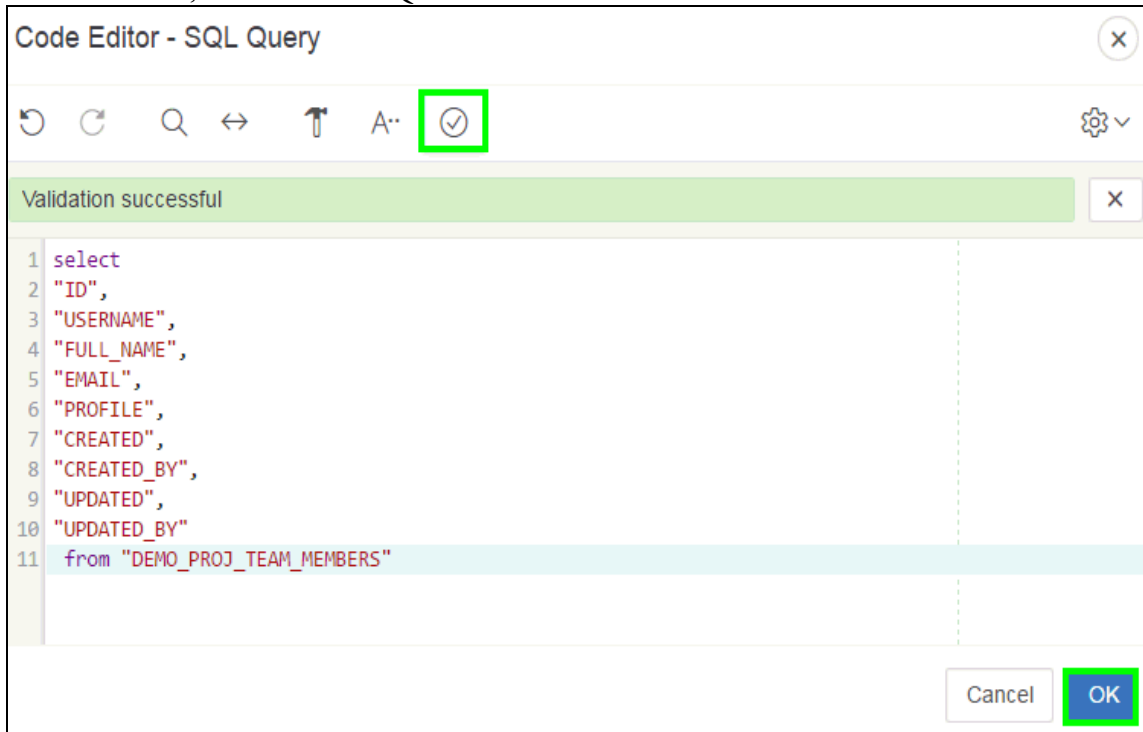 Code Editor - SQL Query
A··
Validation successful
1 select
2 "ID",
3 "USERNAME",
4 "FULL_NAME",
5 "EMAIL",
6 "PROFILE",
7 "CREATED",
8 "CREATED_BY",
9 "UPDATED",
10 "UPDATED_BY"
11 from "DEMO_PROJ_TEAM_MEMBERS"
Cancel OK